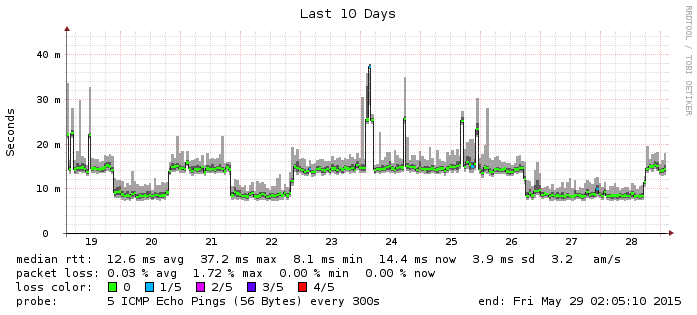 Last 10 Days
RRDTOOL / TOBI OETIKER
Seconds
40 m
30 m
20 m
10 m
0
19 20 21 22 23 24 25 26 27 28
median rtt: 12.6 ms avg 37.2 ms max 8.1 ms min 14.4 ms now 3.9 ms sd 3.2 am/s
packet loss: 0.03 % avg 1.72 % max 0.00 % min 0.00 % now
loss color: 0 1/5 2/5 3/5 4/5
probe: 5 ICMP Echo Pings (56 Bytes) every 300s end: Fri May 29 02:05:10 2015